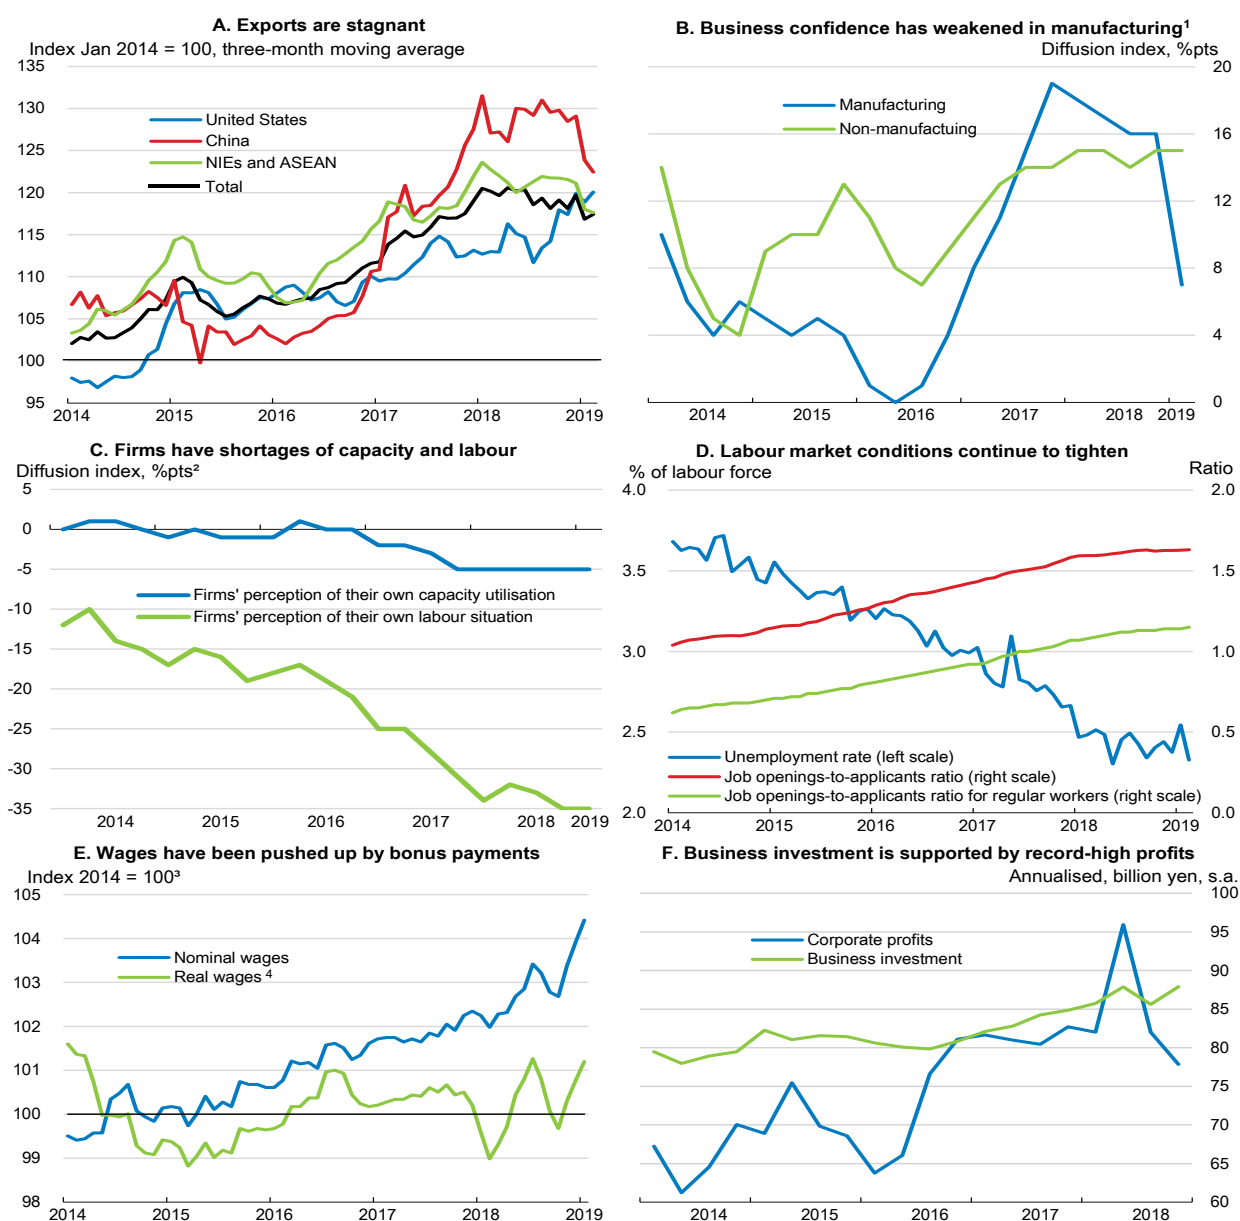 A. Exports are stagnant
Index Jan 2014 = 100, three-month moving average
135
130
125
120
115
110
105
100
95
United States
China
NIEs and ASEAN
Total
2014 2015 2016 2017 2018 2019
B. Business confidence has weakened in manufacturing¹
Diffusion index, %pts
20
16
12
8
4
0
Manufacturing
Non-manufactuing
2014 2015 2016 2017 2018 2019
C. Firms have shortages of capacity and labour
Diffusion index, %pts²
5
0
-5
-10
-15
-20
-25
-30
-35
Firms' perception of their own capacity utilisation
Firms' perception of their own labour situation
2014 2015 2016 2017 2018 2019
D. Labour market conditions continue to tighten
% of labour force Ratio
4.0 2.0
3.5 1.5
3.0 1.0
2.5 0.5
2.0 0.0
Unemployment rate (left scale)
Job openings-to-applicants ratio (right scale)
Job openings-to-applicants ratio for regular workers (right scale)
2014 2015 2016 2017 2018 2019
E. Wages have been pushed up by bonus payments
Index 2014 = 100³
105
104
103
102
101
100
99
98
Nominal wages
Real wages ⁴
2014 2015 2016 2017 2018 2019
F. Business investment is supported by record-high profits
Annualised, billion yen, s.a.
100
95
90
85
80
75
70
65
60
Corporate profits
Business investment
2014 2015 2016 2017 2018